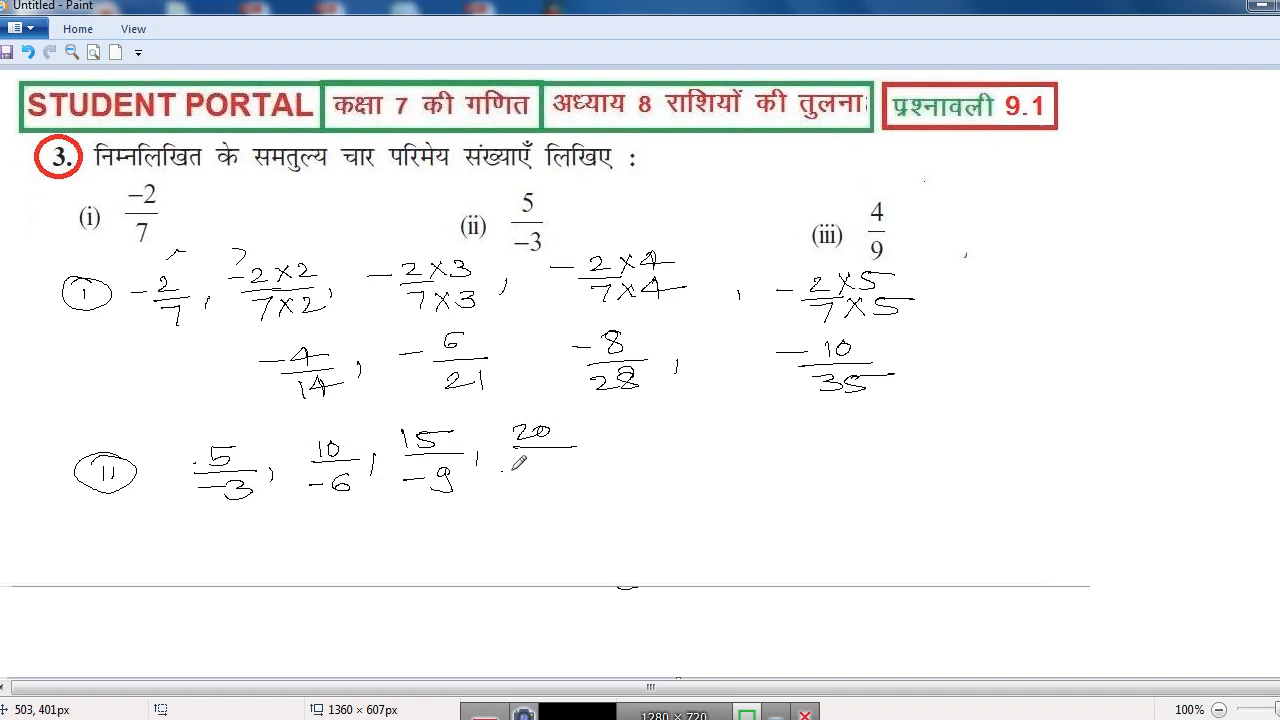 Untitled - Paint
Home View
STUDENT PORTAL कक्षा 7 की गणित अध्याय 8 राशियों की तुलना प्रश्नावली 9.1
3. निम्नलिखित के समतुल्य चार परिमेय संख्याएँ लिखिए :
(i) -2/7 (ii) 5/-3 (iii) 4/9
(i) -2/7, -2×2/7×2, -2×3/7×3, -2×4/7×4, -2×5/7×5
-4/14, -6/21 -8/28, -10/35
(II) 5/-3, 10/-6, 15/-9, 20/
503, 401px 1360 × 607px 1280 × 720 100%